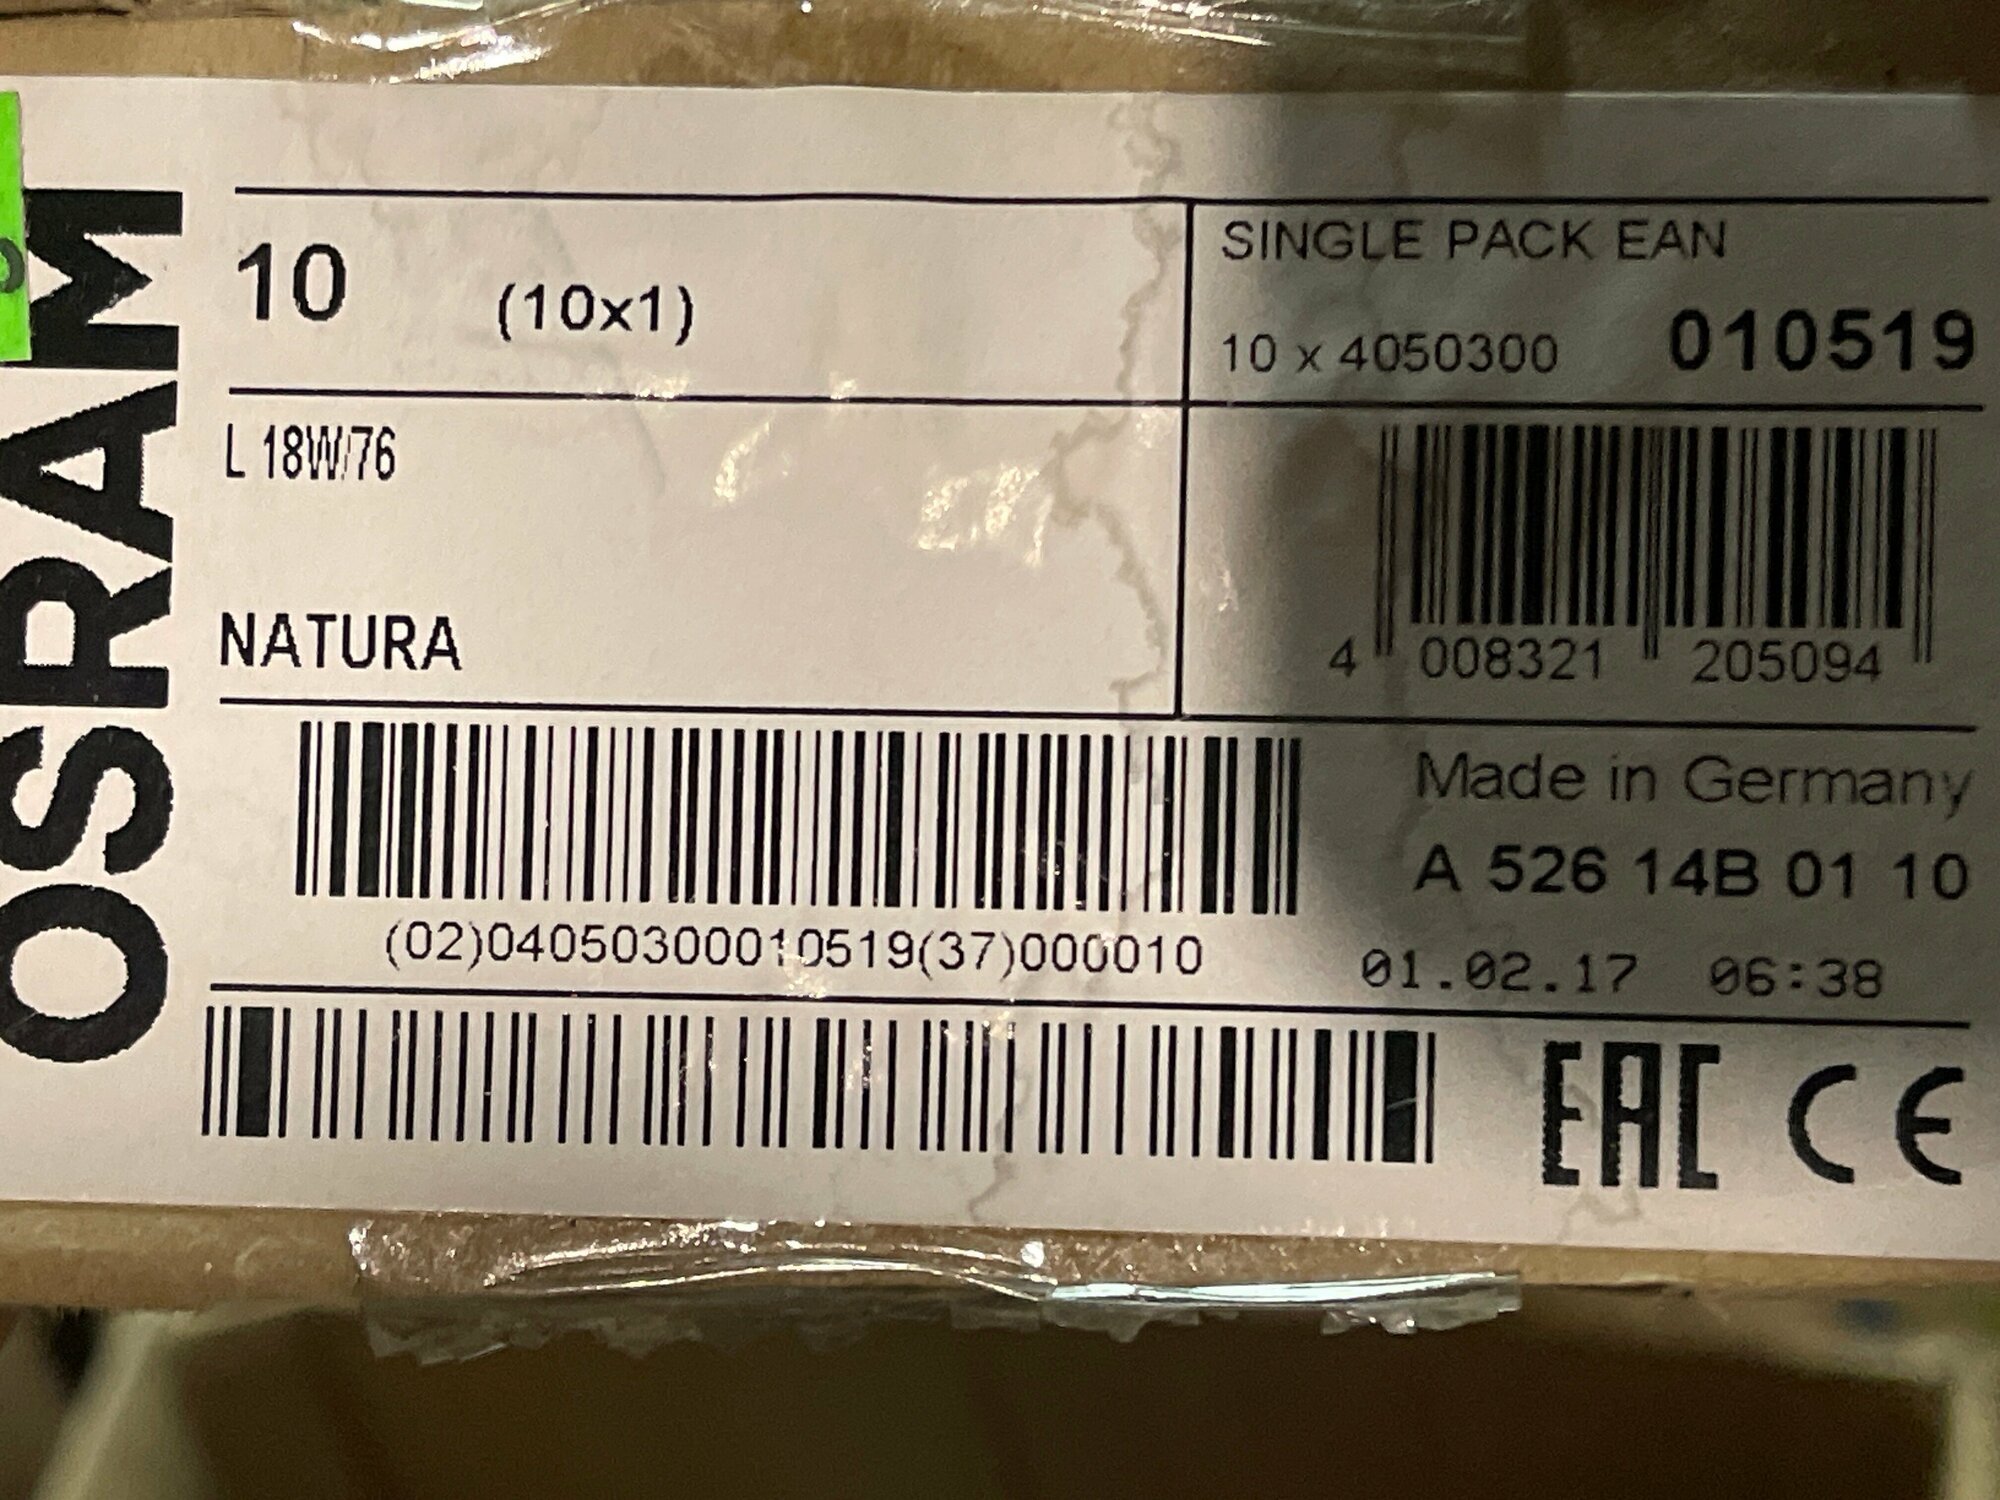 OSRAM
10 (10x1)
SINGLE PACK EAN
10 x 4050300 010519
L 18W/76
NATURA
4 008321 205094
(02)04050300010519(37)000010
Made in Germany
A 526 14B 01 10
01.02.17 06:38
EAC CE